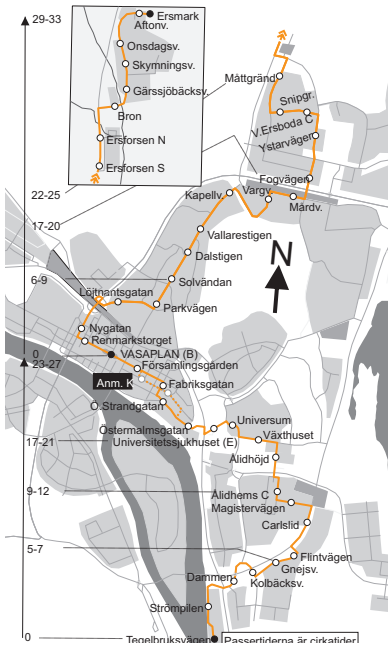 29-33
Ersmark
Aftonv.
Onsdagsv.
Skymningsv.
Gärssjöbäcksv.
Bron
Ersforsen N
Ersforsen S
Måttgränd
Snipgr.
V.Ersboda C
Ystarvägen
Fogvägen
Vargv.
Mårdv.
Kapellv.
22-25
17-20
Vallarestigen
N
Dalstigen
6-9
Solvändan
Löjtnantsgatan
Parkvägen
Nygatan
Renmarkstorget
0
VASAPLAN (B)
23-27
Församlingsgården
Anm. K
Fabriksgatan
Ö.Strandgatan
Östermalmsgatan
Universum
17-21
Universitetssjukhuset (E)
Växthuset
Ålidhöjd
9-12
Ålidhems C
Magistervägen
Carlslid
5-7
Flintvägen
Gnejsv.
Dammen
Kolbäcksv.
Strömpilen
0
Tegelbruksvägen
Passertiderna är cirkatider